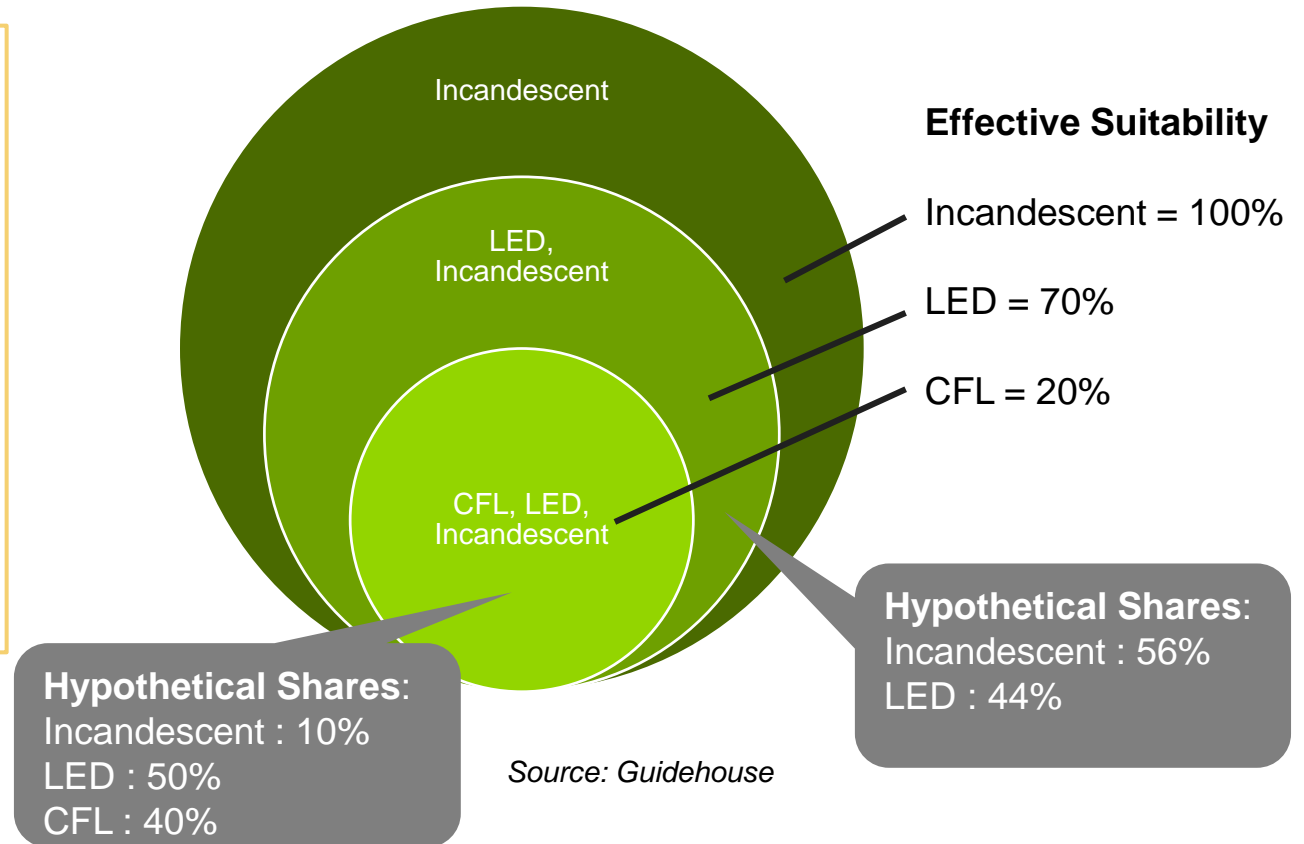 Incandescent
LED,
Incandescent
CFL, LED,
Incandescent
Effective Suitability
Incandescent = 100%
LED = 70%
CFL = 20%
Hypothetical Shares:
Incandescent : 56%
LED : 44%
Hypothetical Shares:
Incandescent : 10%
LED : 50%
CFL : 40%
Source: Guidehouse